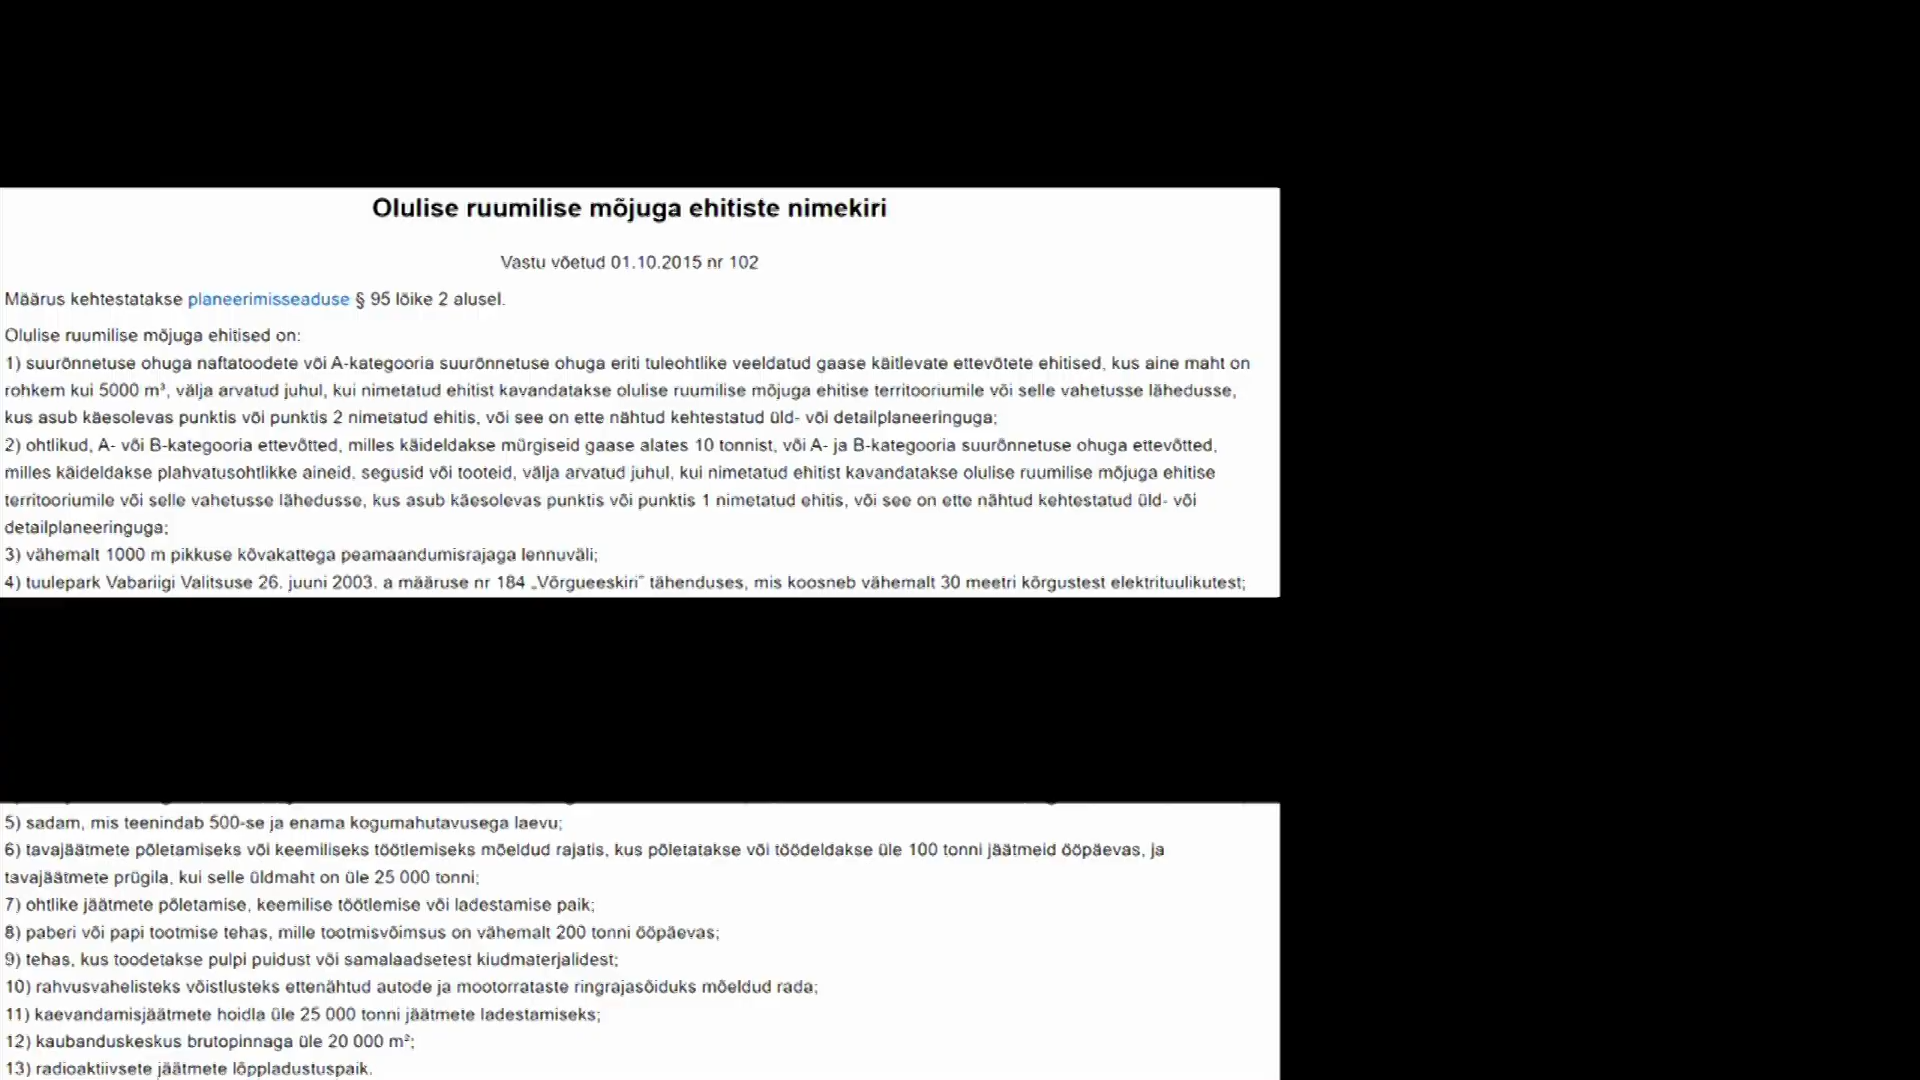 Olulise ruumilise mõjuga ehitiste nimekiri
Vastu võetud 01.10.2015 nr 102
Määrus kehtestatakse planeerimisseaduse § 95 lõike 2 alusel.
Olulise ruumilise mõjuga ehitised on:
1) suurõnnetuse ohuga naftatoodete või A-kategooria suurõnnetuse ohuga eriti tuleohtlike veeldatud gaase käitlevate ettevõtete ehitised, kus aine maht on
rohkem kui 5000 m³, välja arvatud juhul, kui nimetatud ehitist kavandatakse olulise ruumilise mõjuga ehitise territooriumile või selle vahetusse lähedusse,
kus asub käesolevas punktis või punktis 2 nimetatud ehitis, või see on ette nähtud kehtestatud üld- või detailplaneeringuga;
2) ohtlikud, A- või B-kategooria ettevõtted, milles käideldakse mürgiseid gaase alates 10 tonnist, või A- ja B-kategooria suurõnnetuse ohuga ettevõtted,
milles käideldakse plahvatusohtlikke aineid, segusid või tooteid, välja arvatud juhul, kui nimetatud ehitist kavandatakse olulise ruumilise mõjuga ehitise
territooriumile või selle vahetusse lähedusse, kus asub käesolevas punktis või punktis 1 nimetatud ehitis, või see on ette nähtud kehtestatud üld- või
detailplaneeringuga;
3) vähemalt 1000 m pikkuse kõvakattega peamaandumisrajaga lennuväli;
4) tuulepark Vabariigi Valitsuse 26. juuni 2003. a määruse nr 184 „Võrgueeskiri” tähenduses, mis koosneb vähemalt 30 meetri kõrgustest elektrituulikutest;
5) sadam, mis teenindab 500-se ja enama kogumahutavusega laevu;
6) tavajäätmete põletamiseks või keemiliseks töötlemiseks mõeldud rajatis, kus põletatakse või töödeldakse üle 100 tonni jäätmeid ööpäevas, ja
tavajäätmete prügila, kui selle üldmaht on üle 25 000 tonni;
7) ohtlike jäätmete põletamise, keemilise töötlemise või ladestamise paik;
8) paberi või papi tootmise tehas, mille tootmisvõimsus on vähemalt 200 tonni ööpäevas;
9) tehas, kus toodetakse pulpi puidust või samalaadsetest kiudmaterjalidest;
10) rahvusvahelisteks võistlusteks ettenähtud autode ja mootorrataste ringrajasõiduks mõeldud rada;
11) kaevandamisjäätmete hoidla üle 25 000 tonni jäätmete ladestamiseks;
12) kaubanduskeskus brutopinnaga üle 20 000 m²;
13) radioaktiivsete jäätmete lõppladustuspaik.